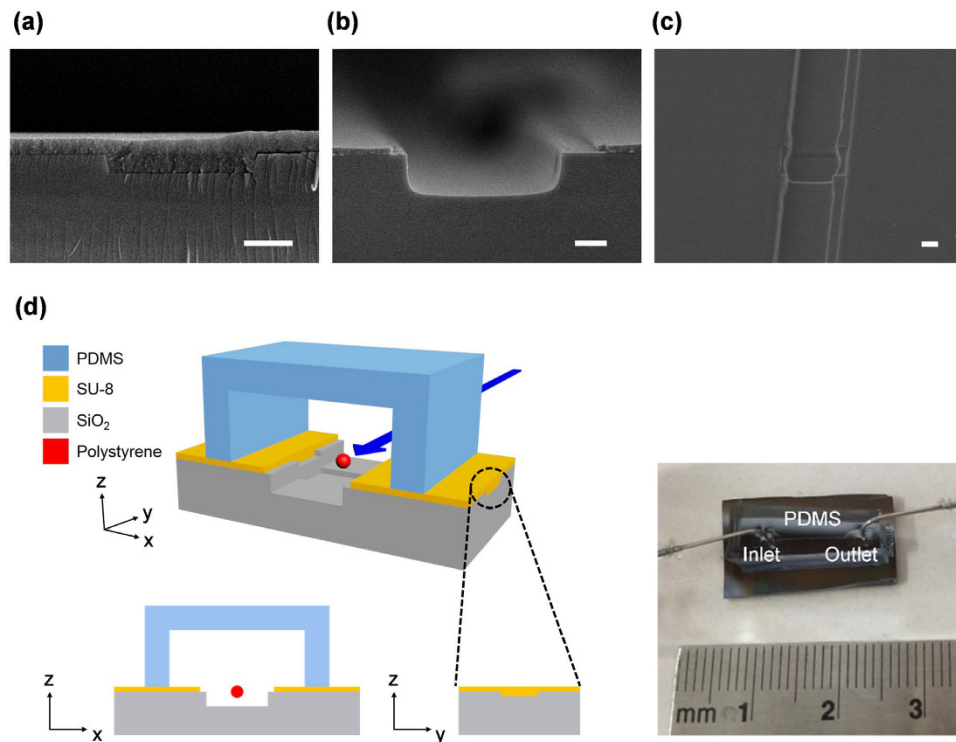 (a)
(b)
(c)
(d)
PDMS
SU-8
SiO₂
Polystyrene
z
y
x
z
x
z
y
PDMS
Inlet Outlet
mm 1 2 3